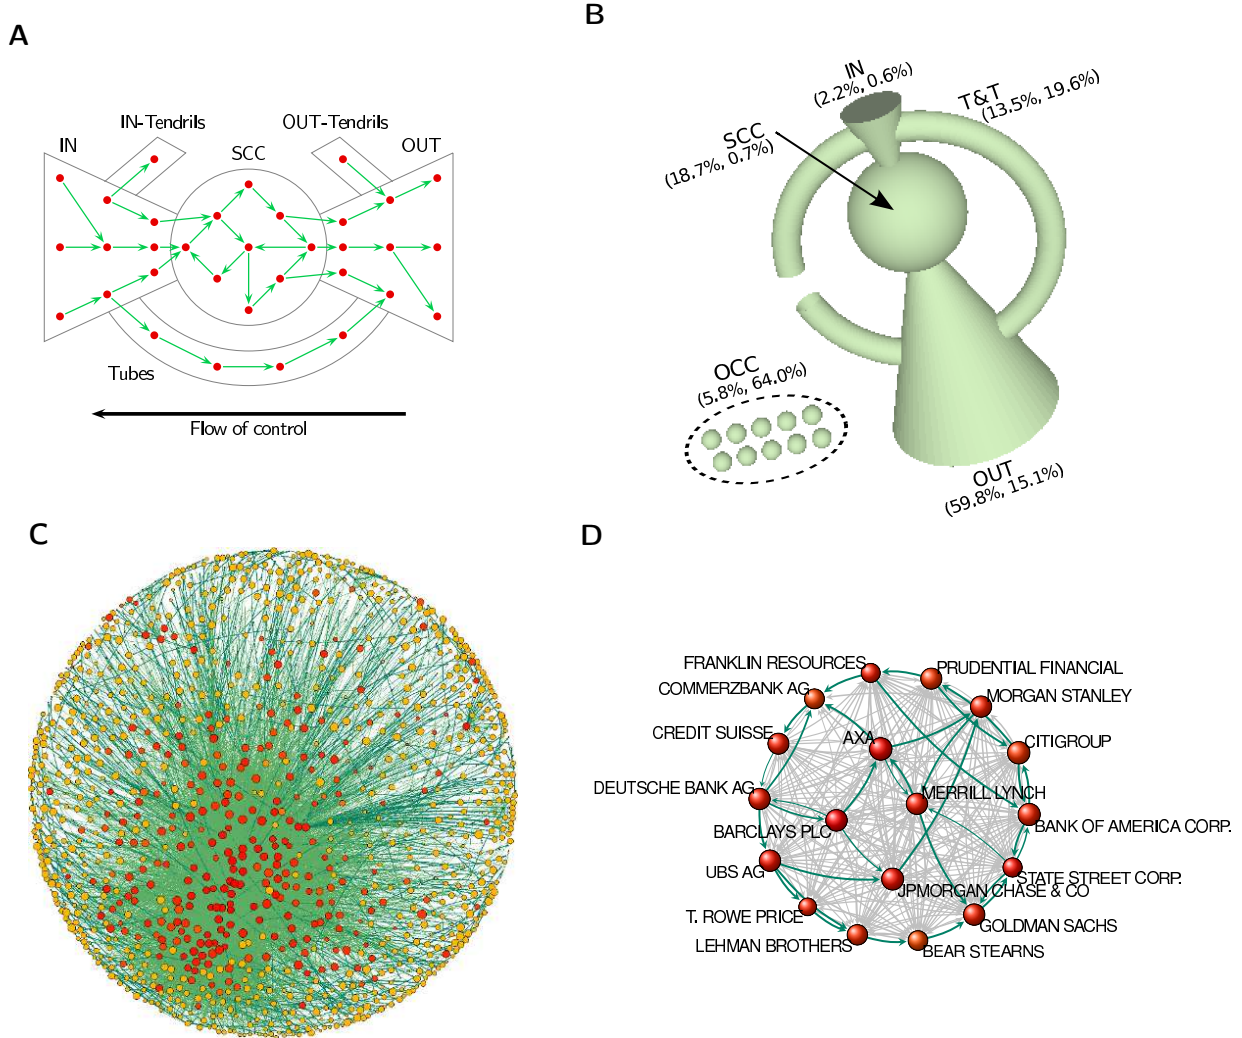 A
IN-Tendrils
OUT-Tendrils
IN
SCC
OUT
Tubes
Flow of control
B
IN
(2.2%, 0.6%)
T&T
(13.5%, 19.6%)
SCC
(18.7%, 0.7%)
OCC
(5.8%, 64.0%)
OUT
(59.8%, 15.1%)
C
D
FRANKLIN RESOURCES
PRUDENTIAL FINANCIAL
COMMERZBANK AG
MORGAN STANLEY
CREDIT SUISSE
AXA
CITIGROUP
DEUTSCHE BANK AG
MERRILL LYNCH
BARCLAYS PLC
BANK OF AMERICA CORP.
UBS AG
STATE STREET CORP.
JPMORGAN CHASE & CO
T. ROWE PRICE
GOLDMAN SACHS
LEHMAN BROTHERS
BEAR STEARNS